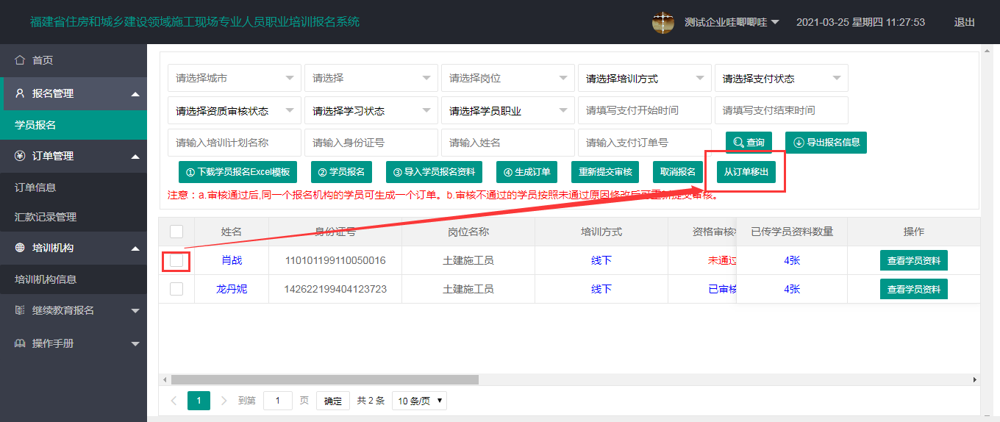 福建省住房和城乡建设领域施工现场专业人员职业培训报名系统
测试企业哇唧唧哇 2021-03-25 星期四 11:27:53 退出
首页
报名管理
学员报名
订单管理
订单信息
汇款记录管理
培训机构
培训机构信息
继续教育报名
操作手册
请选择城市 请选择 请选择岗位 请选择培训方式 请选择支付状态
请选择资质审核状态 请选择学习状态 请选择学员职业 请填写支付开始时间 请填写支付结束时间
请输入培训计划名称 请输入身份证号 请输入姓名 请输入支付订单号 查询 导出报名信息
① 下载学员报名Excel模板 ② 学员报名 ③ 导入学员报名资料 ④ 生成订单 重新提交审核 取消报名 从订单移出
注意：a.审核通过后,同一个报名机构的学员可生成一个订单。b.审核不通过的学员按照未通过原因修改后可重新提交审核。
姓名 身份证号 岗位名称 培训方式 资格审核 已传学员资料数量 操作
肖战 110101199110050016 土建施工员 线下 未通过 4张 查看学员资料
龙丹妮 142622199404123723 土建施工员 线下 已审核 4张 查看学员资料
1 到第 1 页 确定 共 2 条 10 条/页